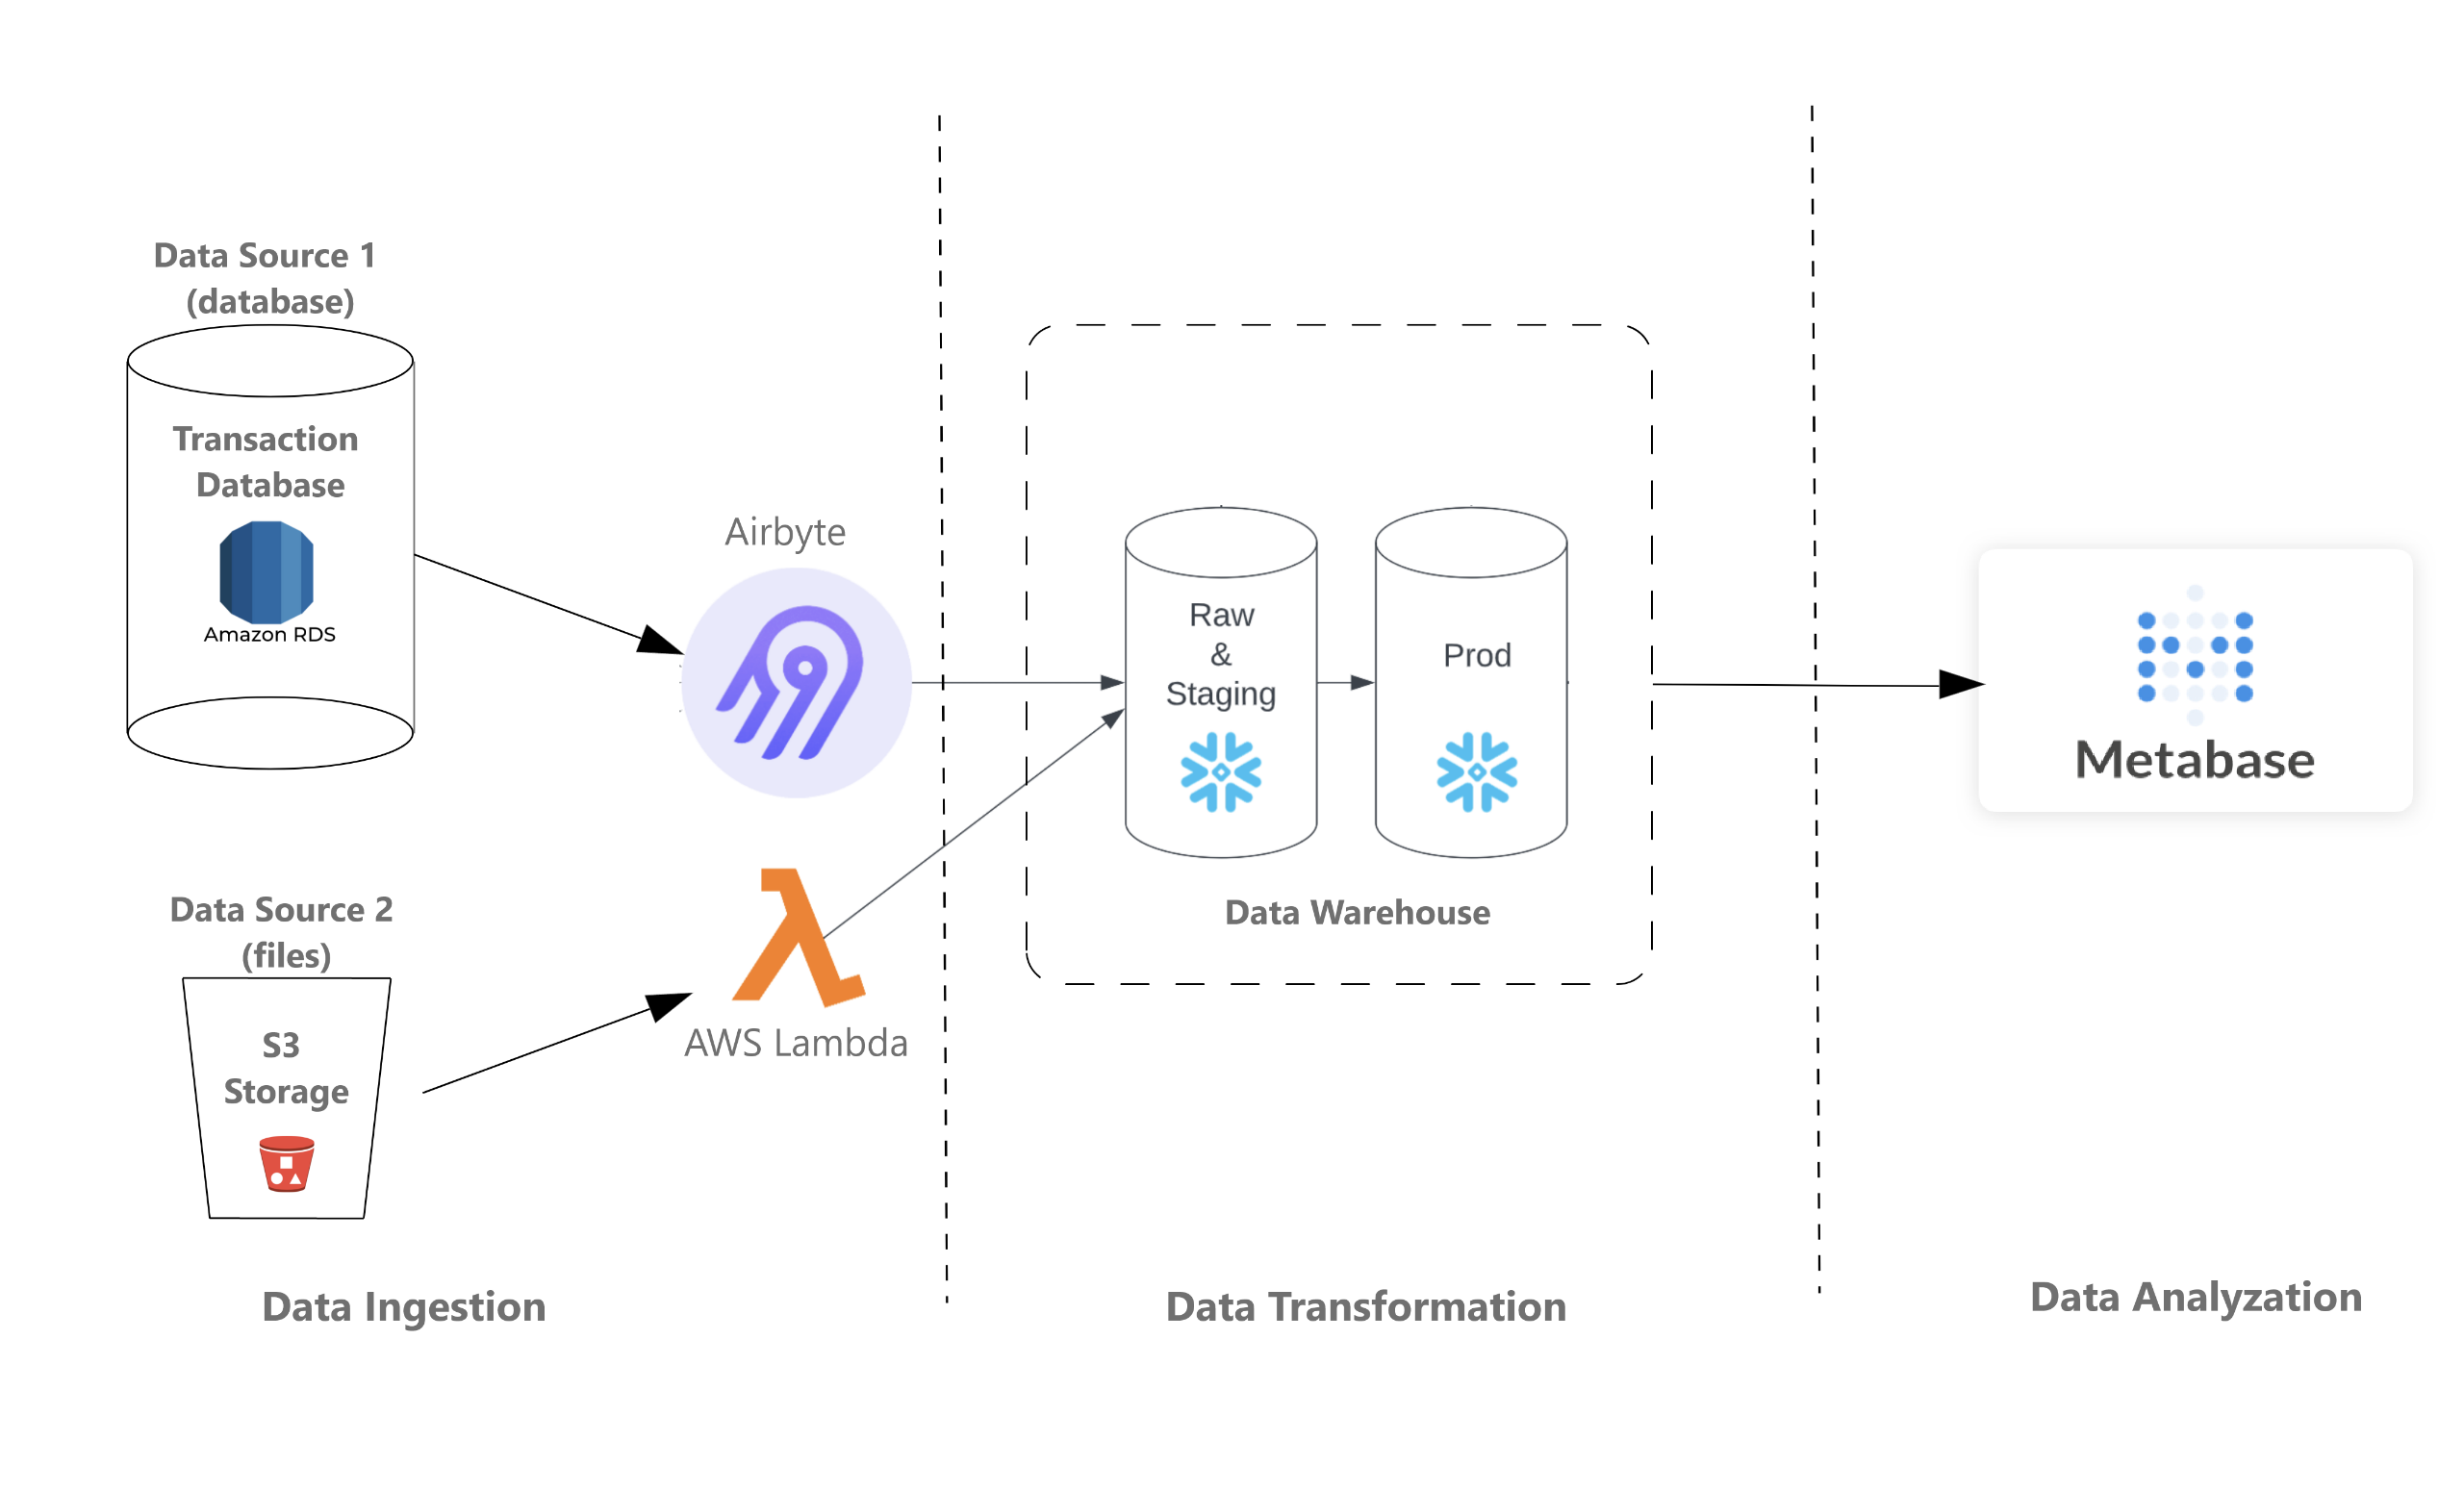 Data Source 1
(database)
Transaction
Database
Amazon RDS
Airbyte
Data Source 2
(files)
S3
Storage
AWS Lambda
Raw
&
Staging
Prod
Data Warehouse
Metabase
Data Ingestion
Data Transformation
Data Analyzation